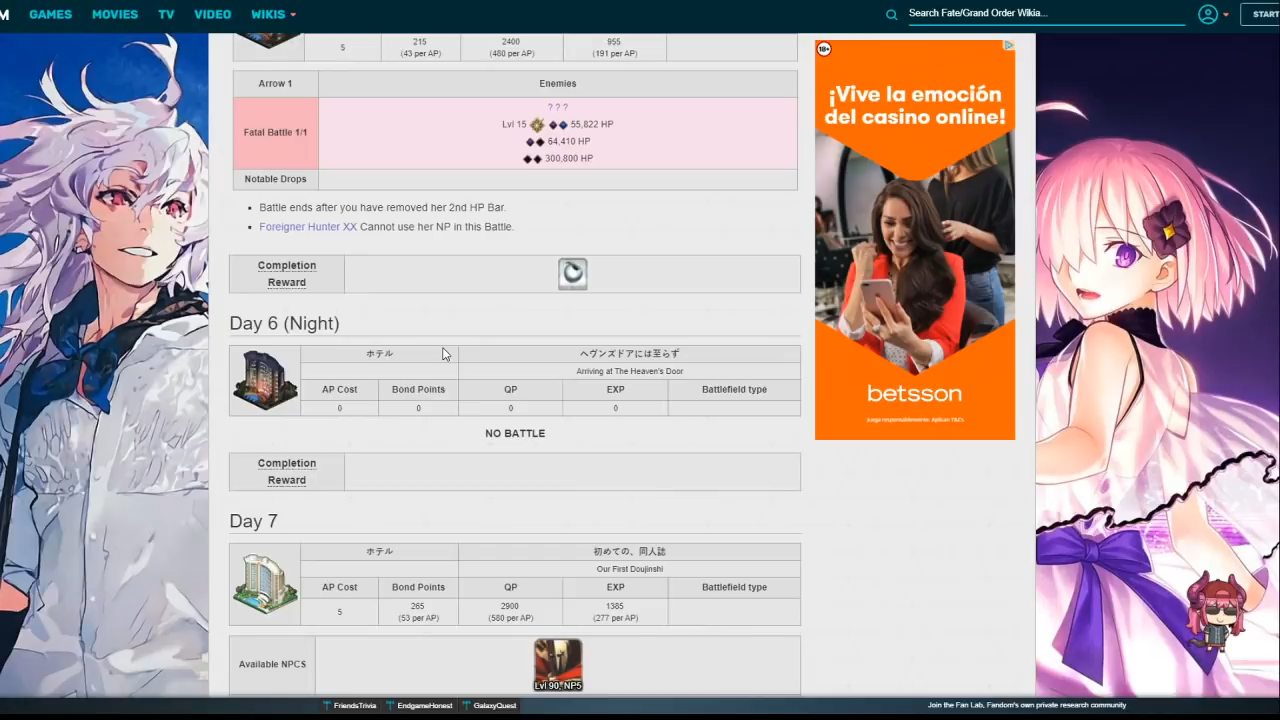 M GAMES MOVIES TV VIDEO WIKIS Search Fate/Grand Order Wikia... START
5 215 2400 955
(43 per AP) (480 per AP) (191 per AP)
Arrow 1 Enemies
Fatal Battle 1/1
? ? ?
Lvl 15 55,822 HP
64,410 HP
300,800 HP
Notable Drops
Battle ends after you have removed her 2nd HP Bar.
Foreigner Hunter XX Cannot use her NP in this Battle.
Completion
Reward
Day 6 (Night)
ホテル ヘヴンズドアには至らず
Arriving at The Heaven's Door
AP Cost Bond Points QP EXP Battlefield type
0 0 0 0
NO BATTLE
Completion
Reward
Day 7
ホテル 初めての、同人誌
Our First Doujinshi
AP Cost Bond Points QP EXP Battlefield type
5 265 2900 1385
(53 per AP) (580 per AP) (277 per AP)
Available NPCS
Lvl 90, NP5
18+
¡Vive la emoción
del casino online!
betsson
FriendsTrivia EndgameHonest GalaxyQuest Join the Fan Lab, Fandom's own private research community